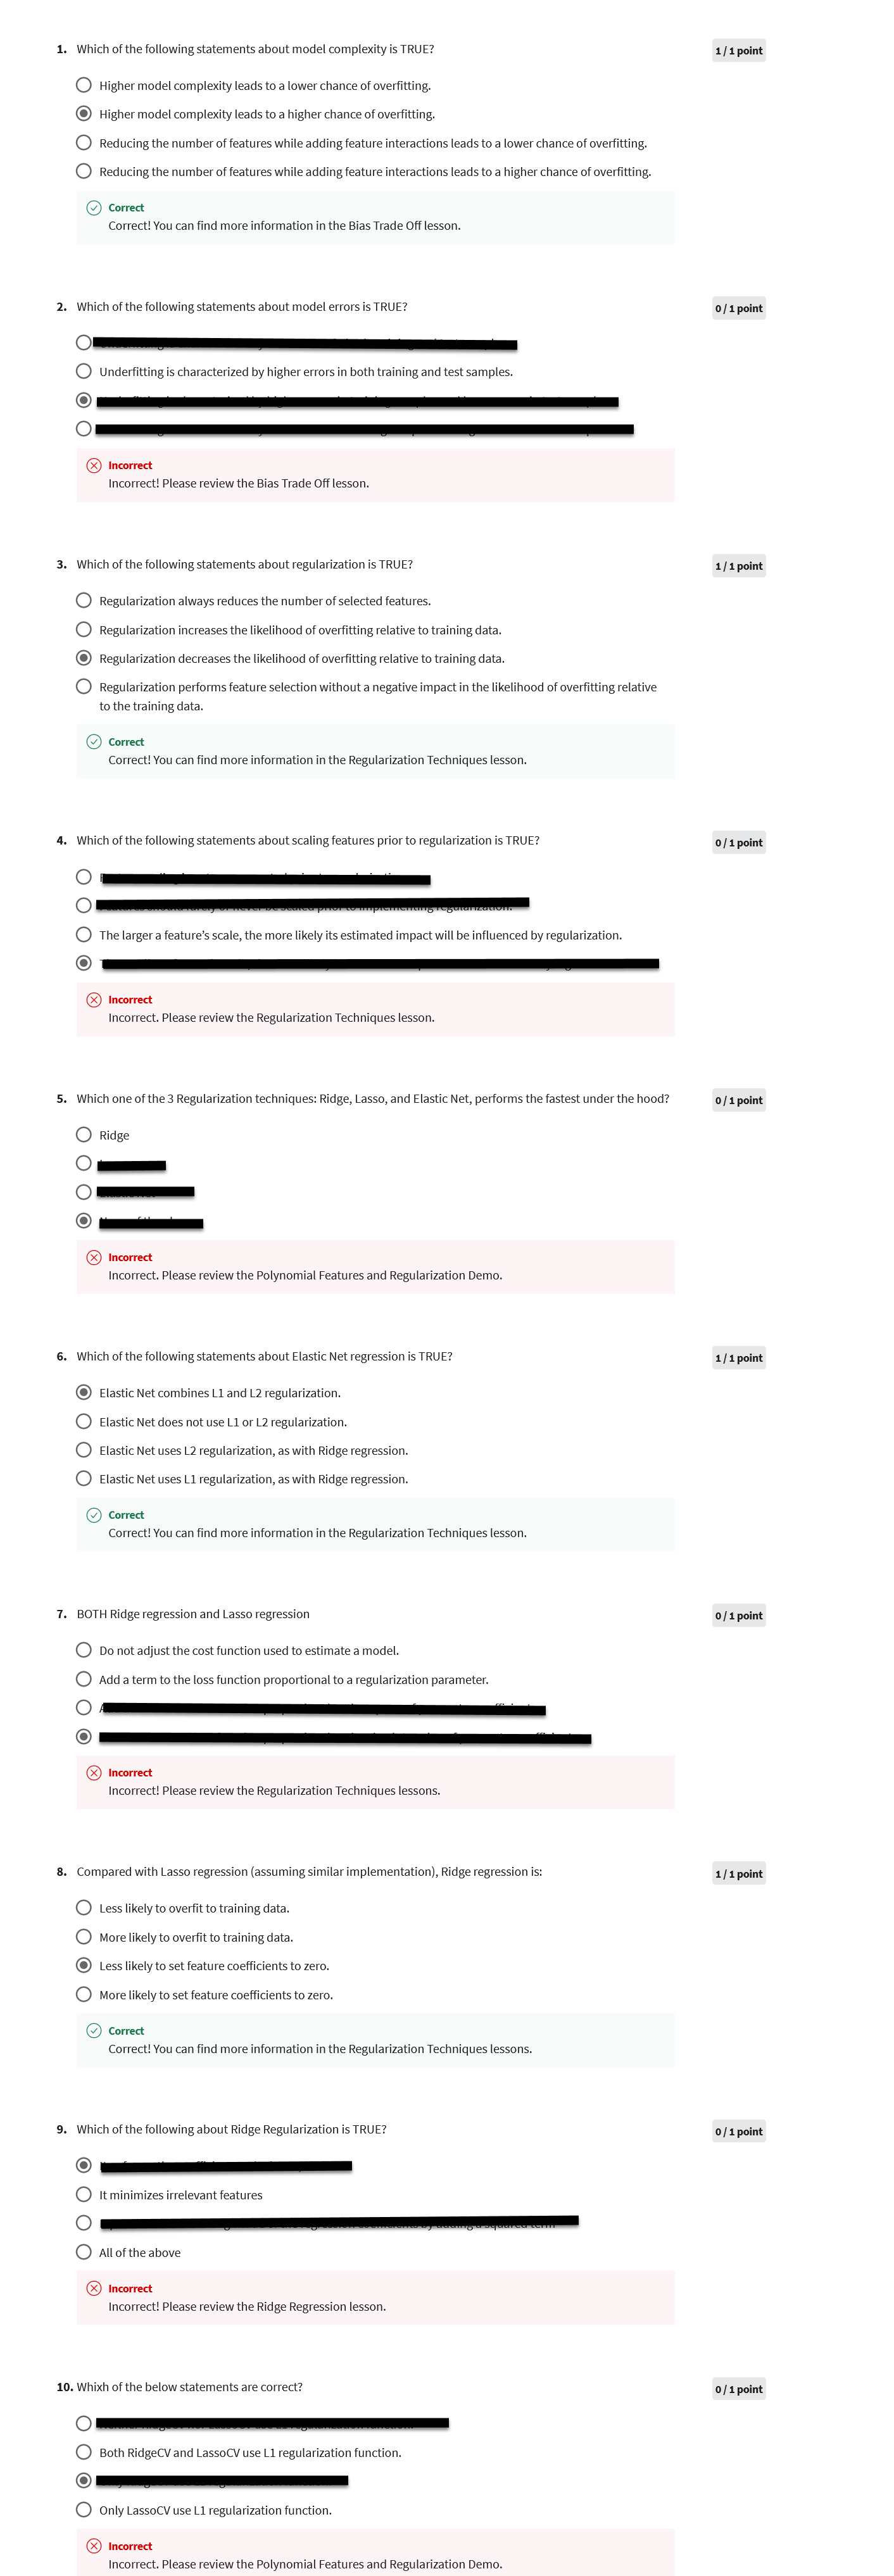 1. Which of the following statements about model complexity is TRUE?
1 / 1 point
Higher model complexity leads to a lower chance of overfitting.
Higher model complexity leads to a higher chance of overfitting.
Reducing the number of features while adding feature interactions leads to a lower chance of overfitting.
Reducing the number of features while adding feature interactions leads to a higher chance of overfitting.
Correct
Correct! You can find more information in the Bias Trade Off lesson.
2. Which of the following statements about model errors is TRUE?
0 / 1 point
Underfitting is characterized by higher errors in both training and test samples.
Incorrect
Incorrect! Please review the Bias Trade Off lesson.
3. Which of the following statements about regularization is TRUE?
1 / 1 point
Regularization always reduces the number of selected features.
Regularization increases the likelihood of overfitting relative to training data.
Regularization decreases the likelihood of overfitting relative to training data.
Regularization performs feature selection without a negative impact in the likelihood of overfitting relative
to the training data.
Correct
Correct! You can find more information in the Regularization Techniques lesson.
4. Which of the following statements about scaling features prior to regularization is TRUE?
0 / 1 point
The larger a feature’s scale, the more likely its estimated impact will be influenced by regularization.
Incorrect
Incorrect. Please review the Regularization Techniques lesson.
5. Which one of the 3 Regularization techniques: Ridge, Lasso, and Elastic Net, performs the fastest under the hood?
0 / 1 point
Ridge
Incorrect
Incorrect. Please review the Polynomial Features and Regularization Demo.
6. Which of the following statements about Elastic Net regression is TRUE?
1 / 1 point
Elastic Net combines L1 and L2 regularization.
Elastic Net does not use L1 or L2 regularization.
Elastic Net uses L2 regularization, as with Ridge regression.
Elastic Net uses L1 regularization, as with Ridge regression.
Correct
Correct! You can find more information in the Regularization Techniques lesson.
7. BOTH Ridge regression and Lasso regression
0 / 1 point
Do not adjust the cost function used to estimate a model.
Add a term to the loss function proportional to a regularization parameter.
Incorrect
Incorrect! Please review the Regularization Techniques lessons.
8. Compared with Lasso regression (assuming similar implementation), Ridge regression is:
1 / 1 point
Less likely to overfit to training data.
More likely to overfit to training data.
Less likely to set feature coefficients to zero.
More likely to set feature coefficients to zero.
Correct
Correct! You can find more information in the Regularization Techniques lessons.
9. Which of the following about Ridge Regularization is TRUE?
0 / 1 point
It minimizes irrelevant features
All of the above
Incorrect
Incorrect! Please review the Ridge Regression lesson.
10. Whixh of the below statements are correct?
0 / 1 point
Both RidgeCV and LassoCV use L1 regularization function.
Only LassoCV use L1 regularization function.
Incorrect
Incorrect. Please review the Polynomial Features and Regularization Demo.